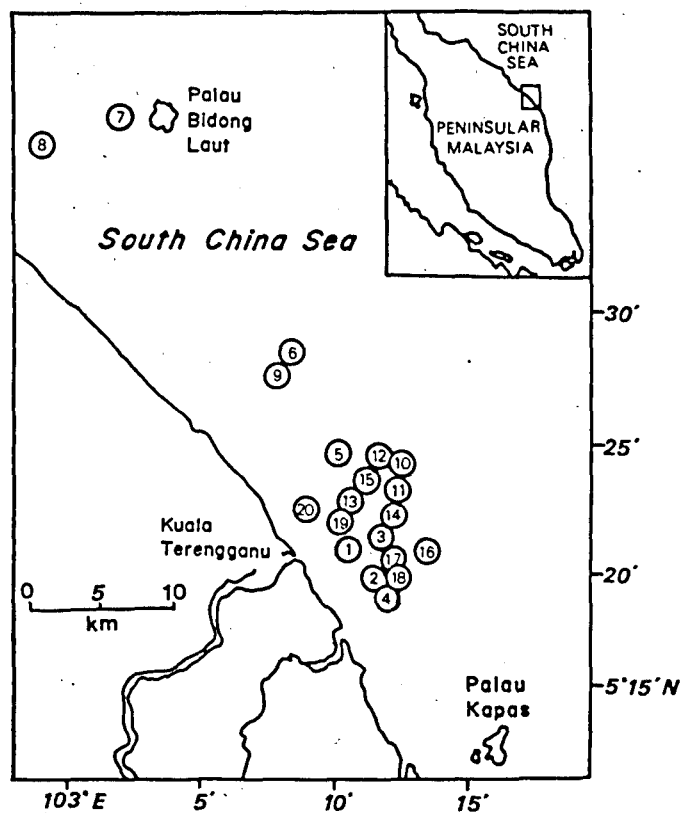 SOUTH
CHINA
SEA
PENINSULAR
MALAYSIA
Palau
Bidong
Laut
7
8
South China Sea
30'
6
9
25'
5
12
10
15
11
13
20
14
19
3
Kuala
Terengganu
1
16
17
2
18
20'
4
0 5 10
km
5°15'N
Palau
Kapas
103°E 5' 10' 15'